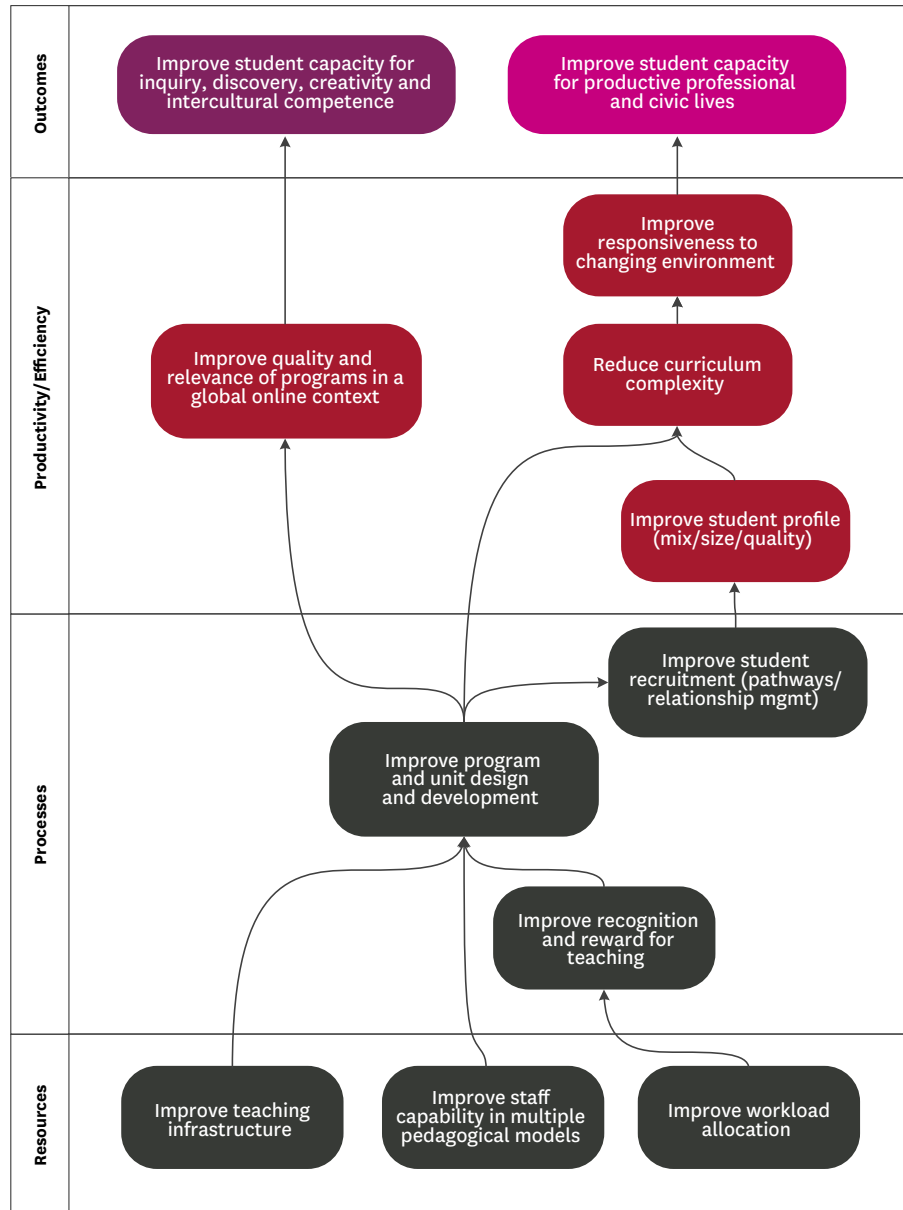 Outcomes
Improve student capacity for
inquiry, discovery, creativity and
intercultural competence
Improve student capacity
for productive professional
and civic lives
Productivity/Efficiency
Improve
responsiveness to
changing environment
Improve quality and
relevance of programs in a
global online context
Reduce curriculum
complexity
Improve student profile
(mix/size/quality)
Processes
Improve student
recruitment (pathways/
relationship mgmt)
Improve program
and unit design
and development
Improve recognition
and reward for
teaching
Resources
Improve teaching
infrastructure
Improve staff
capability in multiple
pedagogical models
Improve workload
allocation